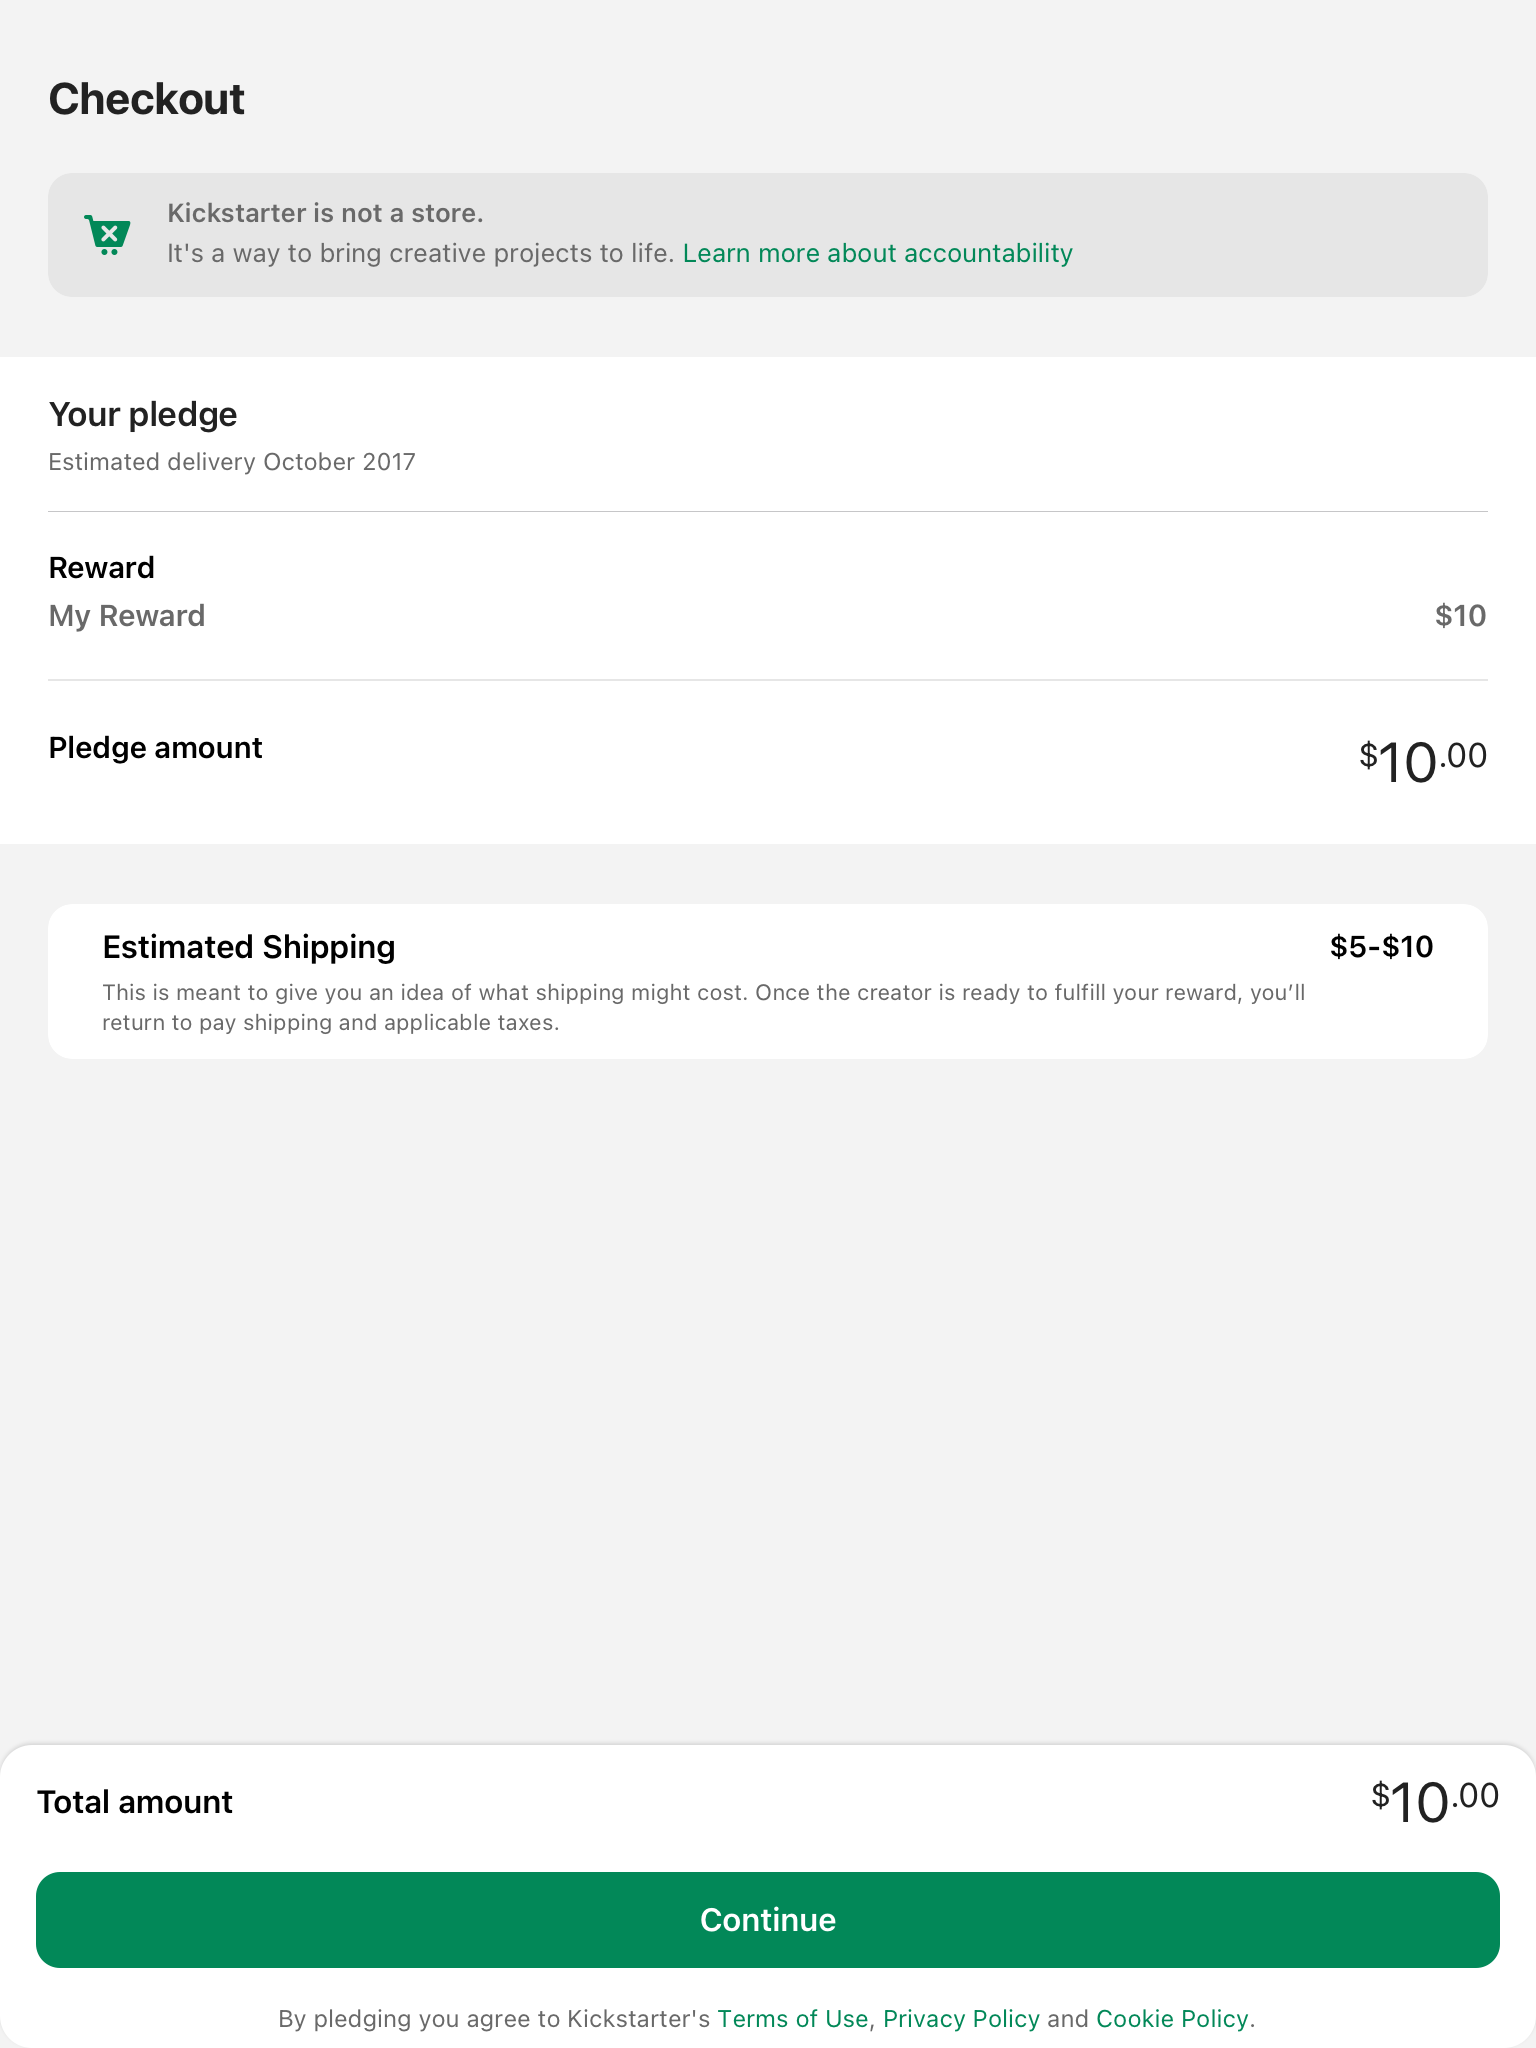 Checkout
Kickstarter is not a store.
It's a way to bring creative projects to life. Learn more about accountability
Your pledge
Estimated delivery October 2017
Reward
My Reward $10
Pledge amount $10.00
Estimated Shipping $5-$10
This is meant to give you an idea of what shipping might cost. Once the creator is ready to fulfill your reward, you’ll
return to pay shipping and applicable taxes.
Total amount $10.00
Continue
By pledging you agree to Kickstarter's Terms of Use, Privacy Policy and Cookie Policy.